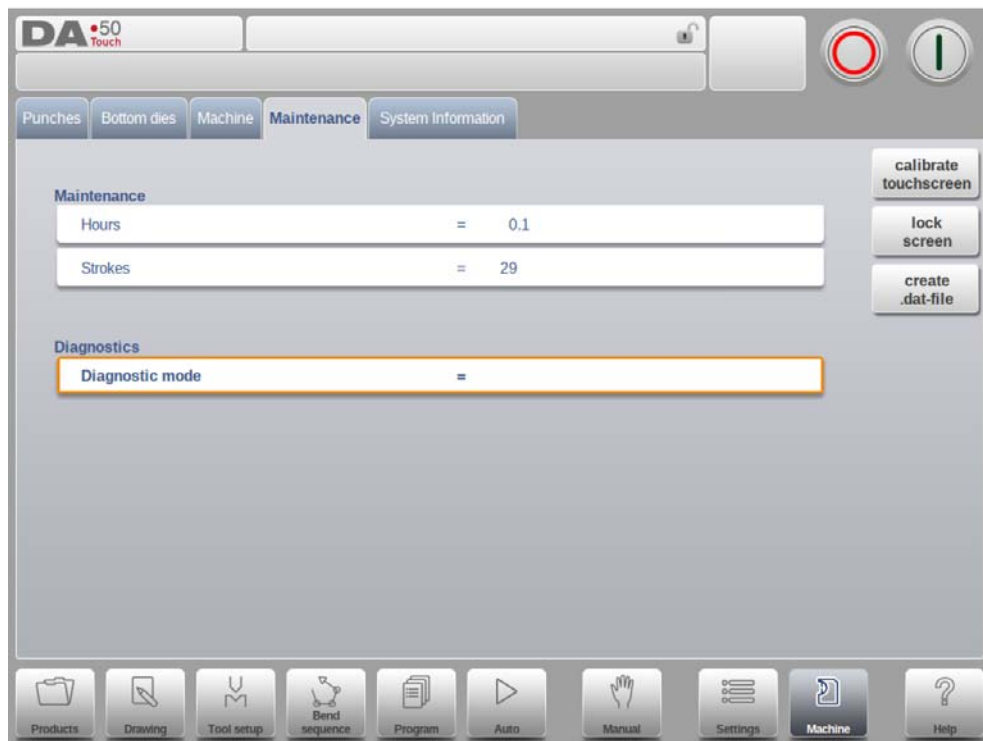 DA 50
Touch
Punches Bottom dies Machine Maintenance System Information
calibrate
touchscreen
Maintenance
Hours = 0.1
lock
screen
Strokes = 29
create
.dat-file
Diagnostics
Diagnostic mode =
Products Drawing Tool setup Bend
sequence Program Auto Manual Settings Machine Help